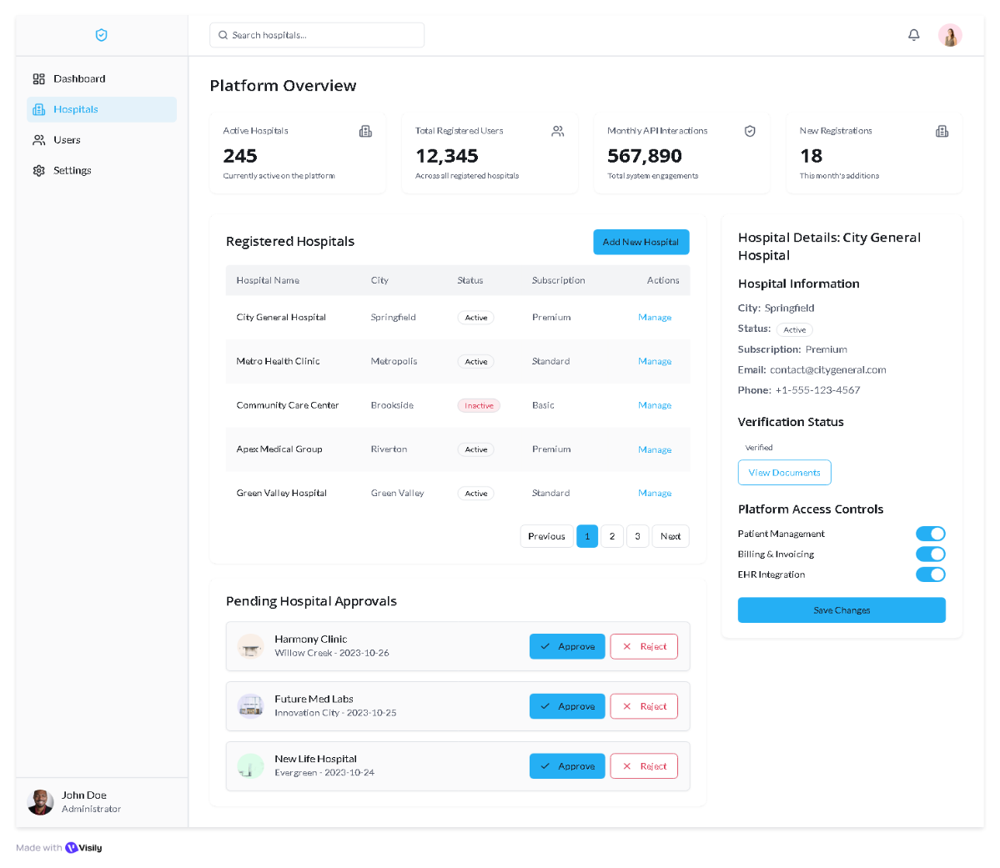 Search hospitals...
Dashboard
Hospitals
Users
Settings
John Doe
Administrator
Platform Overview
Active Hospitals
245
Currently active on the platform
Total Registered Users
12,345
Across all registered hospitals
Monthly API Interactions
567,890
Total system engagements
New Registrations
18
This month's additions
Registered Hospitals
Add New Hospital
Hospital Name City Status Subscription Actions
City General Hospital Springfield Active Premium Manage
Metro Health Clinic Metropolis Active Standard Manage
Community Care Center Brookside Inactive Basic Manage
Apex Medical Group Riverton Active Premium Manage
Green Valley Hospital Green Valley Active Standard Manage
Previous 1 2 3 Next
Pending Hospital Approvals
Harmony Clinic
Willow Creek - 2023-10-26
Approve Reject
Future Med Labs
Innovation City - 2023-10-25
Approve Reject
New Life Hospital
Evergreen - 2023-10-24
Approve Reject
Hospital Details: City General
Hospital
Hospital Information
City: Springfield
Status: Active
Subscription: Premium
Email: contact@citygeneral.com
Phone: +1-555-123-4567
Verification Status
Verified
View Documents
Platform Access Controls
Patient Management
Billing & Invoicing
EHR Integration
Save Changes
Made with Visily